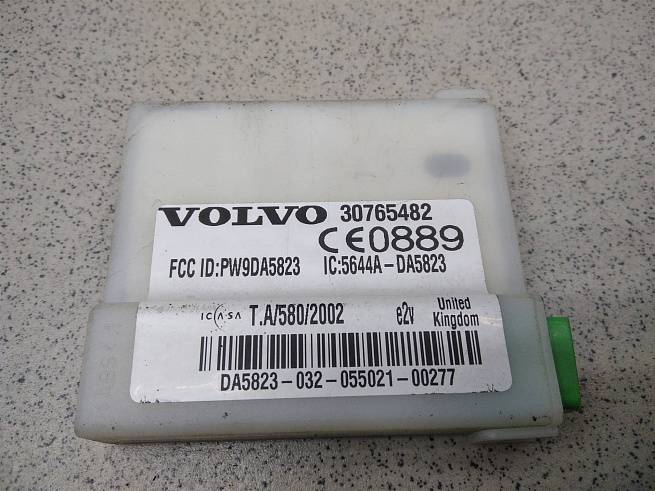 VOLVO 30765482
CE0889
FCC ID:PW9DA5823 IC:5644A-DA5823
ICASA T.A/580/2002 e2v United Kingdom
DA5823-032-055021-00277